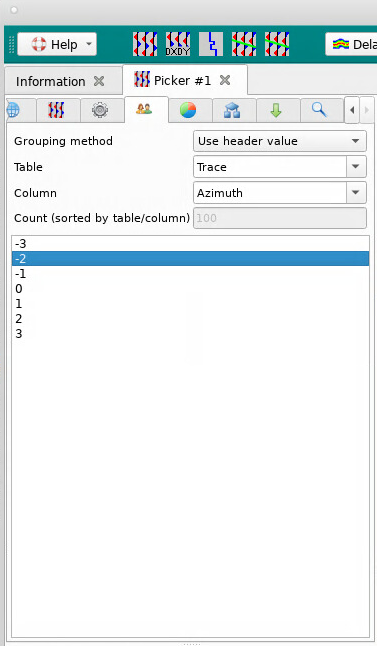 Help
DXDY
Dela
Information
Picker #1
Grouping method
Use header value
Table
Trace
Column
Azimuth
Count (sorted by table/column)
100
-3
-2
-1
0
1
2
3